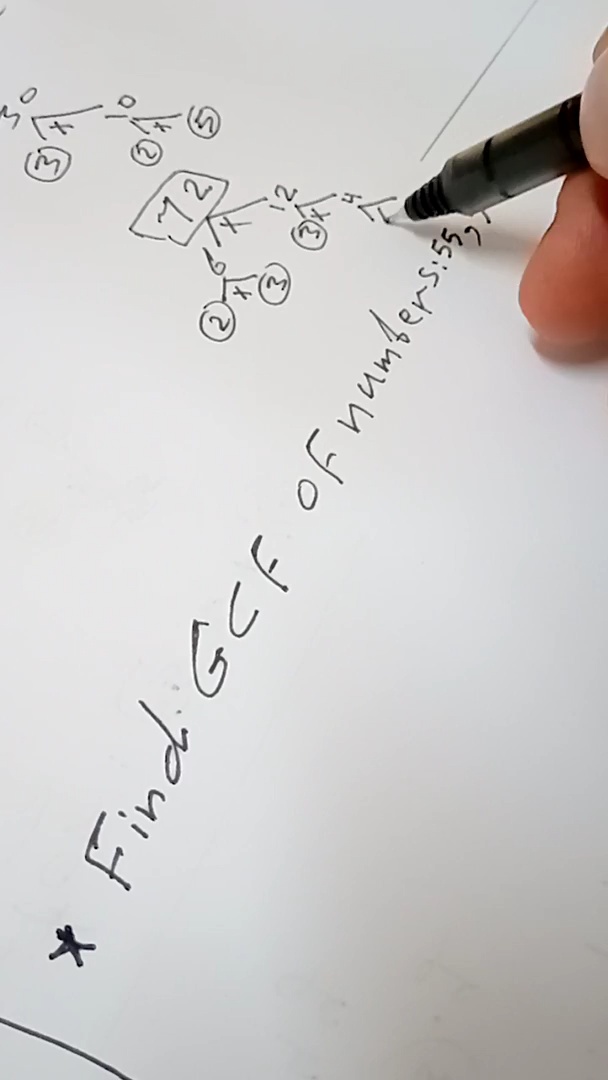 30 x 10 x 5
3 2
72 x 12 x 4
3
6
2 x 3
* Find GCF of numbers: 55,